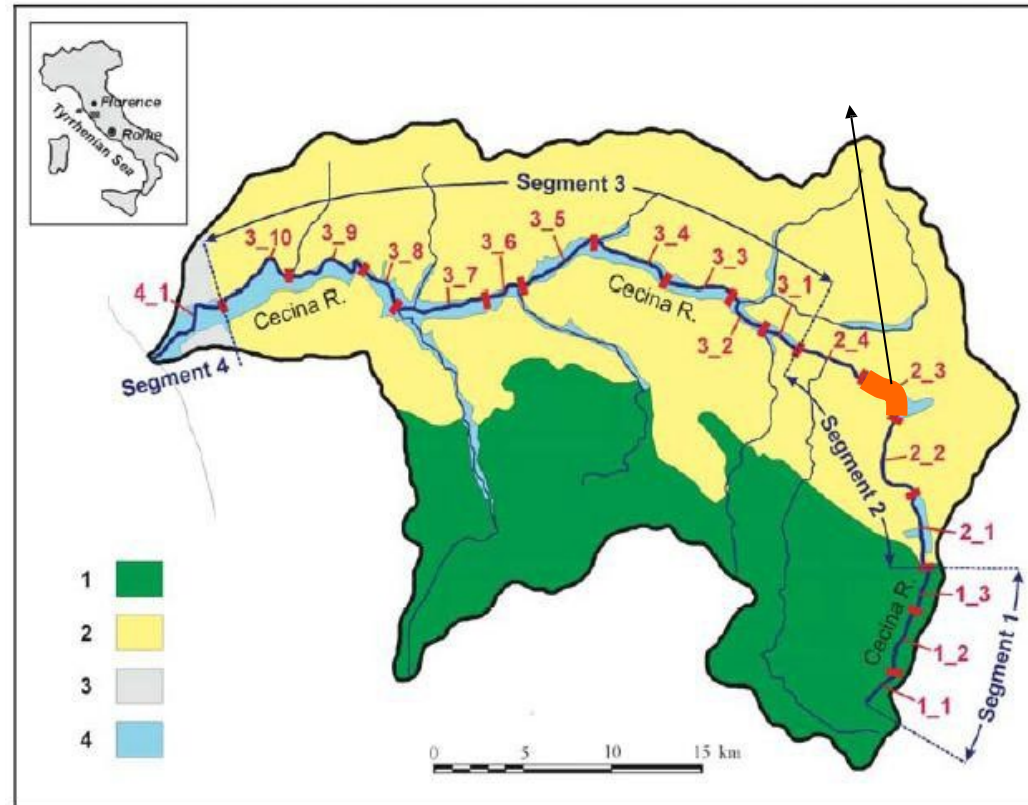 Florence
Rome
Tyrrhenian Sea
Segment 3
3_10
3_9
3_8
3_7
3_6
3_5
3_4
3_3
3_1
3_2
2_4
2_3
4_1
Cecina R.
Cecina R.
Segment 4
Segment 2
2_2
2_1
1_3
Cecina R.
1_2
1_1
Segment 1
1
2
3
4
0 5 10 15 km